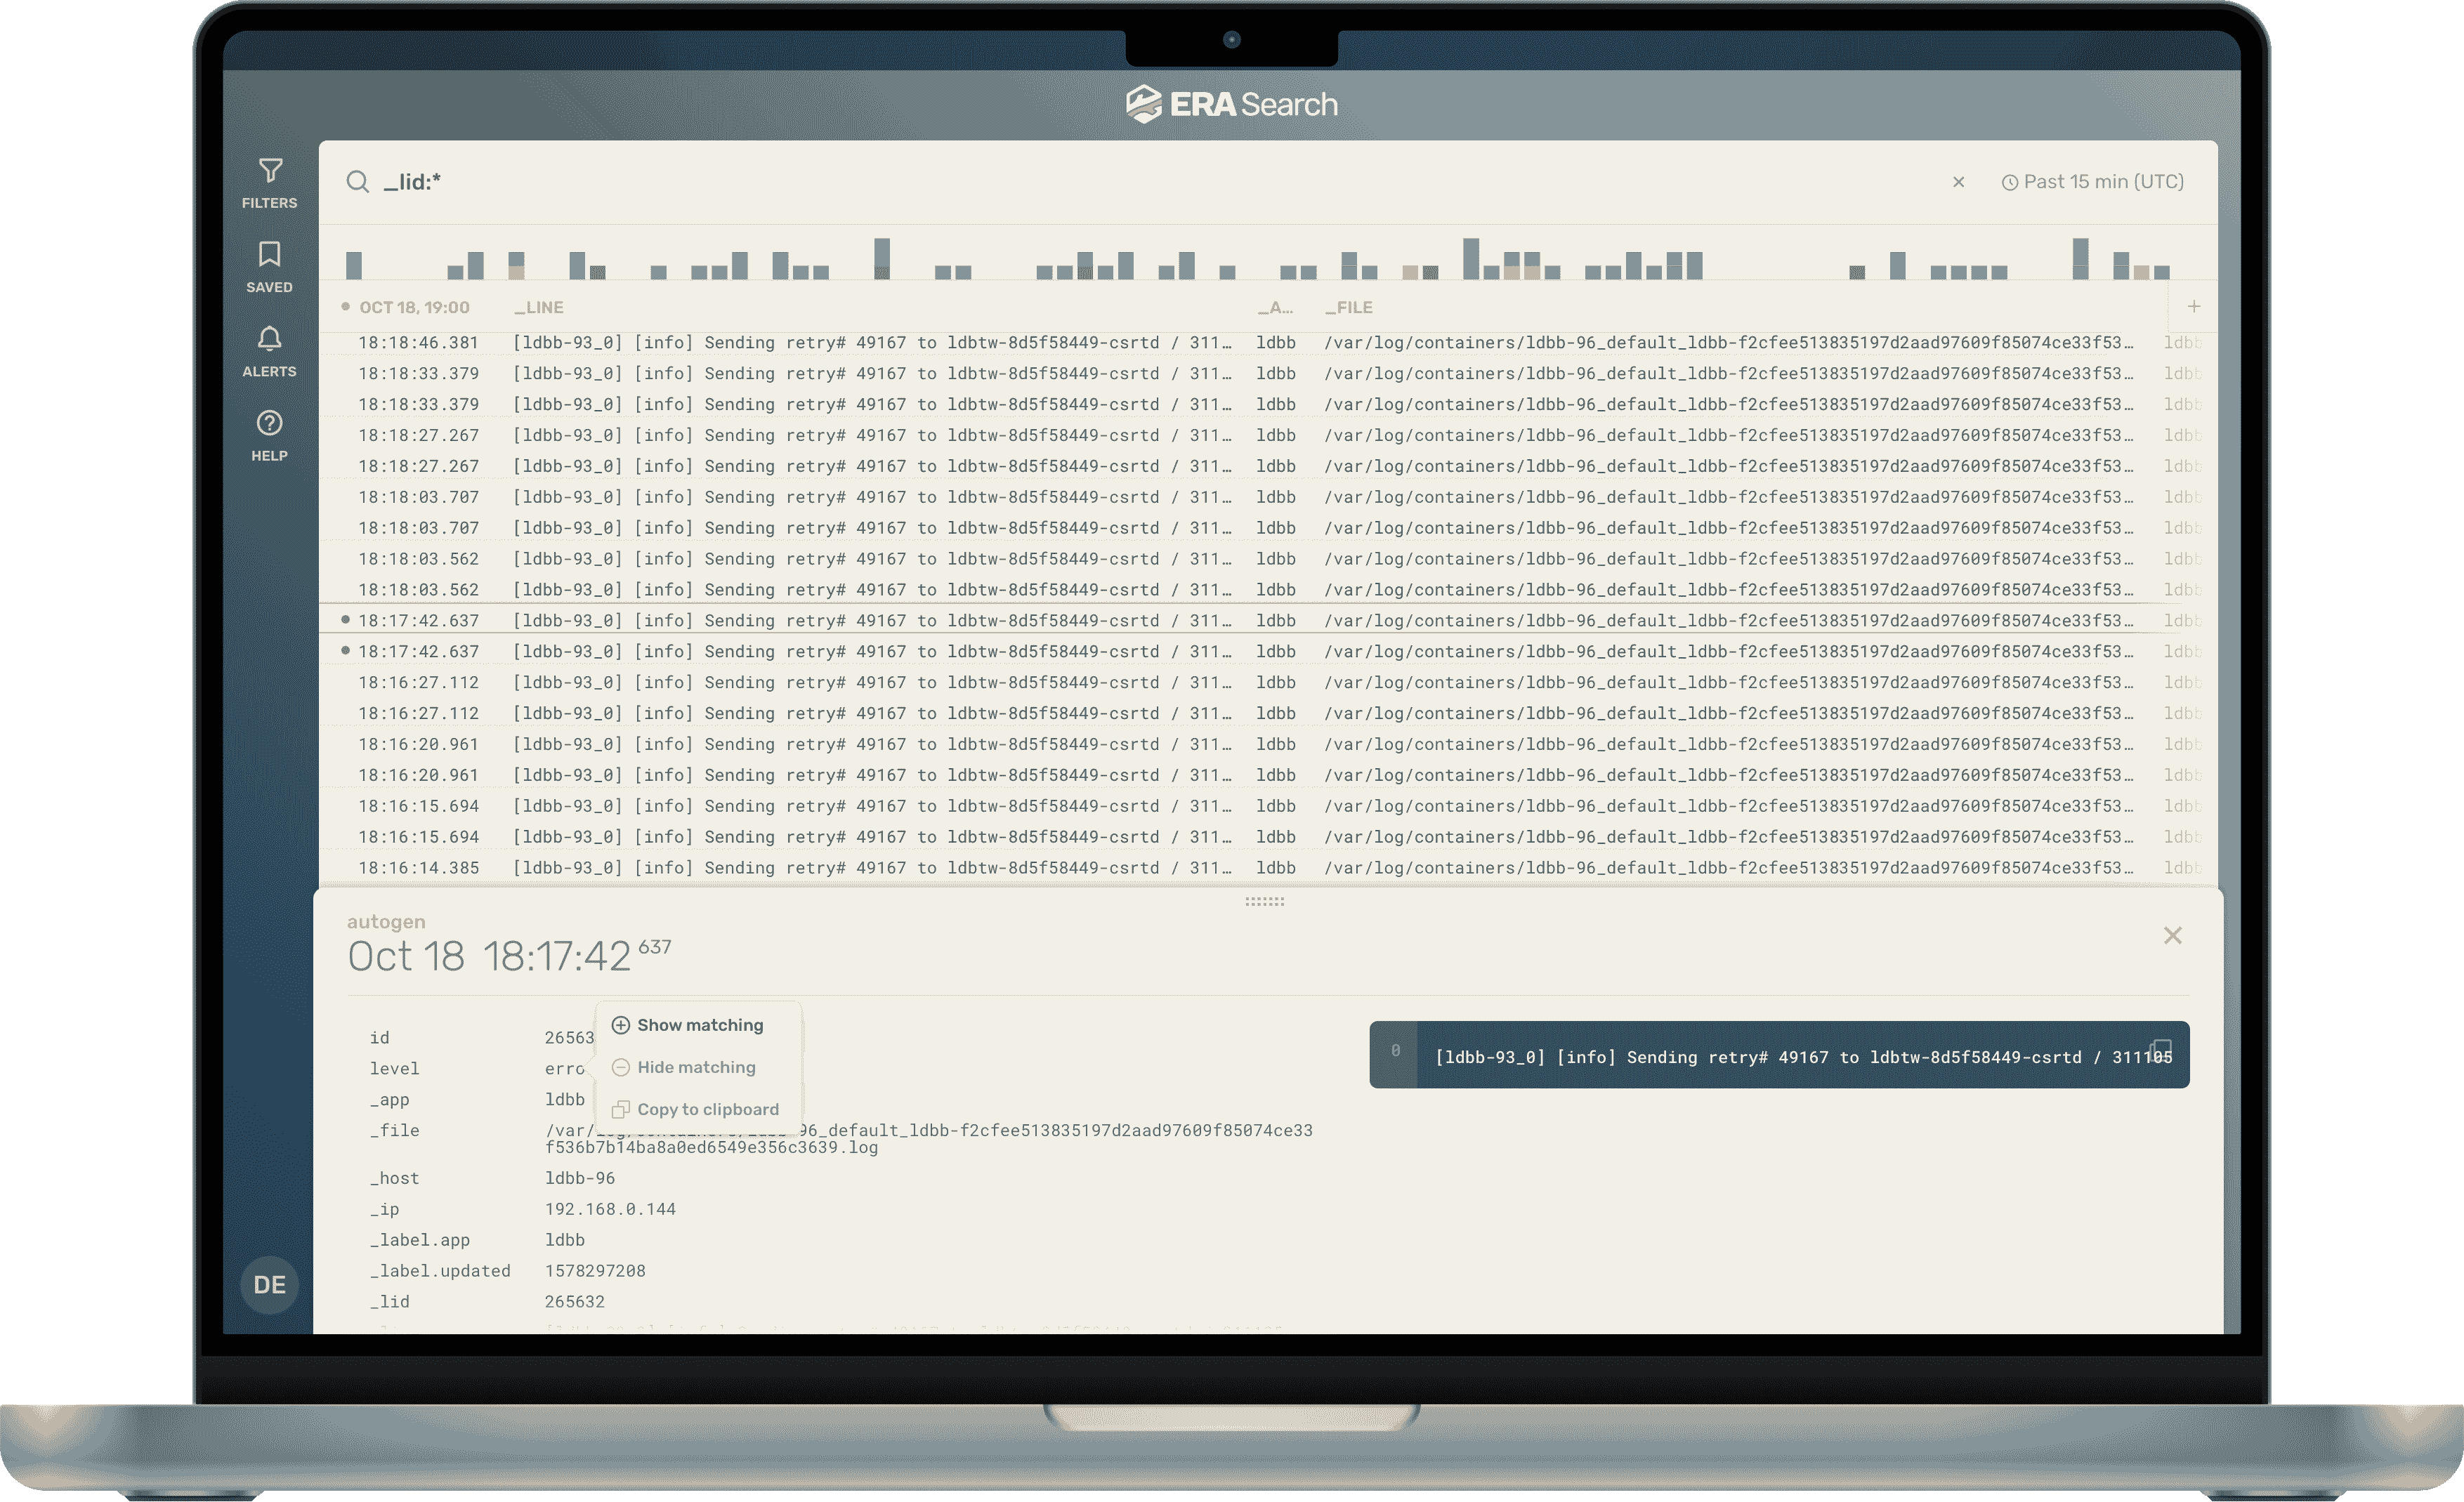 ERA Search
FILTERS
SAVED
ALERTS
HELP
DE
_lid:*
Past 15 min (UTC)
OCT 18, 19:00 _LINE _A… _FILE
18:18:46.381 [ldbb-93_0] [info] Sending retry# 49167 to ldbtw-8d5f58449-csrtd / 311… ldbb /var/log/containers/ldbb-96_default_ldbb-f2cfee513835197d2aad97609f85074ce33f53… ldbb
18:18:33.379 [ldbb-93_0] [info] Sending retry# 49167 to ldbtw-8d5f58449-csrtd / 311… ldbb /var/log/containers/ldbb-96_default_ldbb-f2cfee513835197d2aad97609f85074ce33f53… ldbb
18:18:33.379 [ldbb-93_0] [info] Sending retry# 49167 to ldbtw-8d5f58449-csrtd / 311… ldbb /var/log/containers/ldbb-96_default_ldbb-f2cfee513835197d2aad97609f85074ce33f53… ldbb
18:18:27.267 [ldbb-93_0] [info] Sending retry# 49167 to ldbtw-8d5f58449-csrtd / 311… ldbb /var/log/containers/ldbb-96_default_ldbb-f2cfee513835197d2aad97609f85074ce33f53… ldbb
18:18:27.267 [ldbb-93_0] [info] Sending retry# 49167 to ldbtw-8d5f58449-csrtd / 311… ldbb /var/log/containers/ldbb-96_default_ldbb-f2cfee513835197d2aad97609f85074ce33f53… ldbb
18:18:03.707 [ldbb-93_0] [info] Sending retry# 49167 to ldbtw-8d5f58449-csrtd / 311… ldbb /var/log/containers/ldbb-96_default_ldbb-f2cfee513835197d2aad97609f85074ce33f53… ldbb
18:18:03.707 [ldbb-93_0] [info] Sending retry# 49167 to ldbtw-8d5f58449-csrtd / 311… ldbb /var/log/containers/ldbb-96_default_ldbb-f2cfee513835197d2aad97609f85074ce33f53… ldbb
18:18:03.562 [ldbb-93_0] [info] Sending retry# 49167 to ldbtw-8d5f58449-csrtd / 311… ldbb /var/log/containers/ldbb-96_default_ldbb-f2cfee513835197d2aad97609f85074ce33f53… ldbb
18:18:03.562 [ldbb-93_0] [info] Sending retry# 49167 to ldbtw-8d5f58449-csrtd / 311… ldbb /var/log/containers/ldbb-96_default_ldbb-f2cfee513835197d2aad97609f85074ce33f53… ldbb
18:17:42.637 [ldbb-93_0] [info] Sending retry# 49167 to ldbtw-8d5f58449-csrtd / 311… ldbb /var/log/containers/ldbb-96_default_ldbb-f2cfee513835197d2aad97609f85074ce33f53… ldbb
18:17:42.637 [ldbb-93_0] [info] Sending retry# 49167 to ldbtw-8d5f58449-csrtd / 311… ldbb /var/log/containers/ldbb-96_default_ldbb-f2cfee513835197d2aad97609f85074ce33f53… ldbb
18:16:27.112 [ldbb-93_0] [info] Sending retry# 49167 to ldbtw-8d5f58449-csrtd / 311… ldbb /var/log/containers/ldbb-96_default_ldbb-f2cfee513835197d2aad97609f85074ce33f53… ldbb
18:16:27.112 [ldbb-93_0] [info] Sending retry# 49167 to ldbtw-8d5f58449-csrtd / 311… ldbb /var/log/containers/ldbb-96_default_ldbb-f2cfee513835197d2aad97609f85074ce33f53… ldbb
18:16:20.961 [ldbb-93_0] [info] Sending retry# 49167 to ldbtw-8d5f58449-csrtd / 311… ldbb /var/log/containers/ldbb-96_default_ldbb-f2cfee513835197d2aad97609f85074ce33f53… ldbb
18:16:20.961 [ldbb-93_0] [info] Sending retry# 49167 to ldbtw-8d5f58449-csrtd / 311… ldbb /var/log/containers/ldbb-96_default_ldbb-f2cfee513835197d2aad97609f85074ce33f53… ldbb
18:16:15.694 [ldbb-93_0] [info] Sending retry# 49167 to ldbtw-8d5f58449-csrtd / 311… ldbb /var/log/containers/ldbb-96_default_ldbb-f2cfee513835197d2aad97609f85074ce33f53… ldbb
18:16:15.694 [ldbb-93_0] [info] Sending retry# 49167 to ldbtw-8d5f58449-csrtd / 311… ldbb /var/log/containers/ldbb-96_default_ldbb-f2cfee513835197d2aad97609f85074ce33f53… ldbb
18:16:14.385 [ldbb-93_0] [info] Sending retry# 49167 to ldbtw-8d5f58449-csrtd / 311… ldbb /var/log/containers/ldbb-96_default_ldbb-f2cfee513835197d2aad97609f85074ce33f53… ldbb
autogen
Oct 18 18:17:42 637
Show matching
Hide matching
Copy to clipboard
id 26563
level erro
_app ldbb
_file /var/ 96_default_ldbb-f2cfee513835197d2aad97609f85074ce33
f536b7b14ba8a0ed6549e356c3639.log
_host ldbb-96
_ip 192.168.0.144
_label.app ldbb
_label.updated 1578297208
_lid 265632
0 [ldbb-93_0] [info] Sending retry# 49167 to ldbtw-8d5f58449-csrtd / 311105